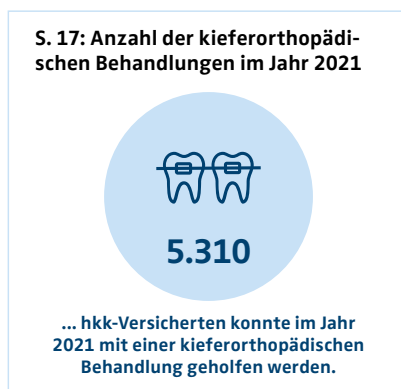 S. 17: Anzahl der kieferorthopädi-
schen Behandlungen im Jahr 2021
5.310
... hkk-Versicherten konnte im Jahr
2021 mit einer kieferorthopädischen
Behandlung geholfen werden.